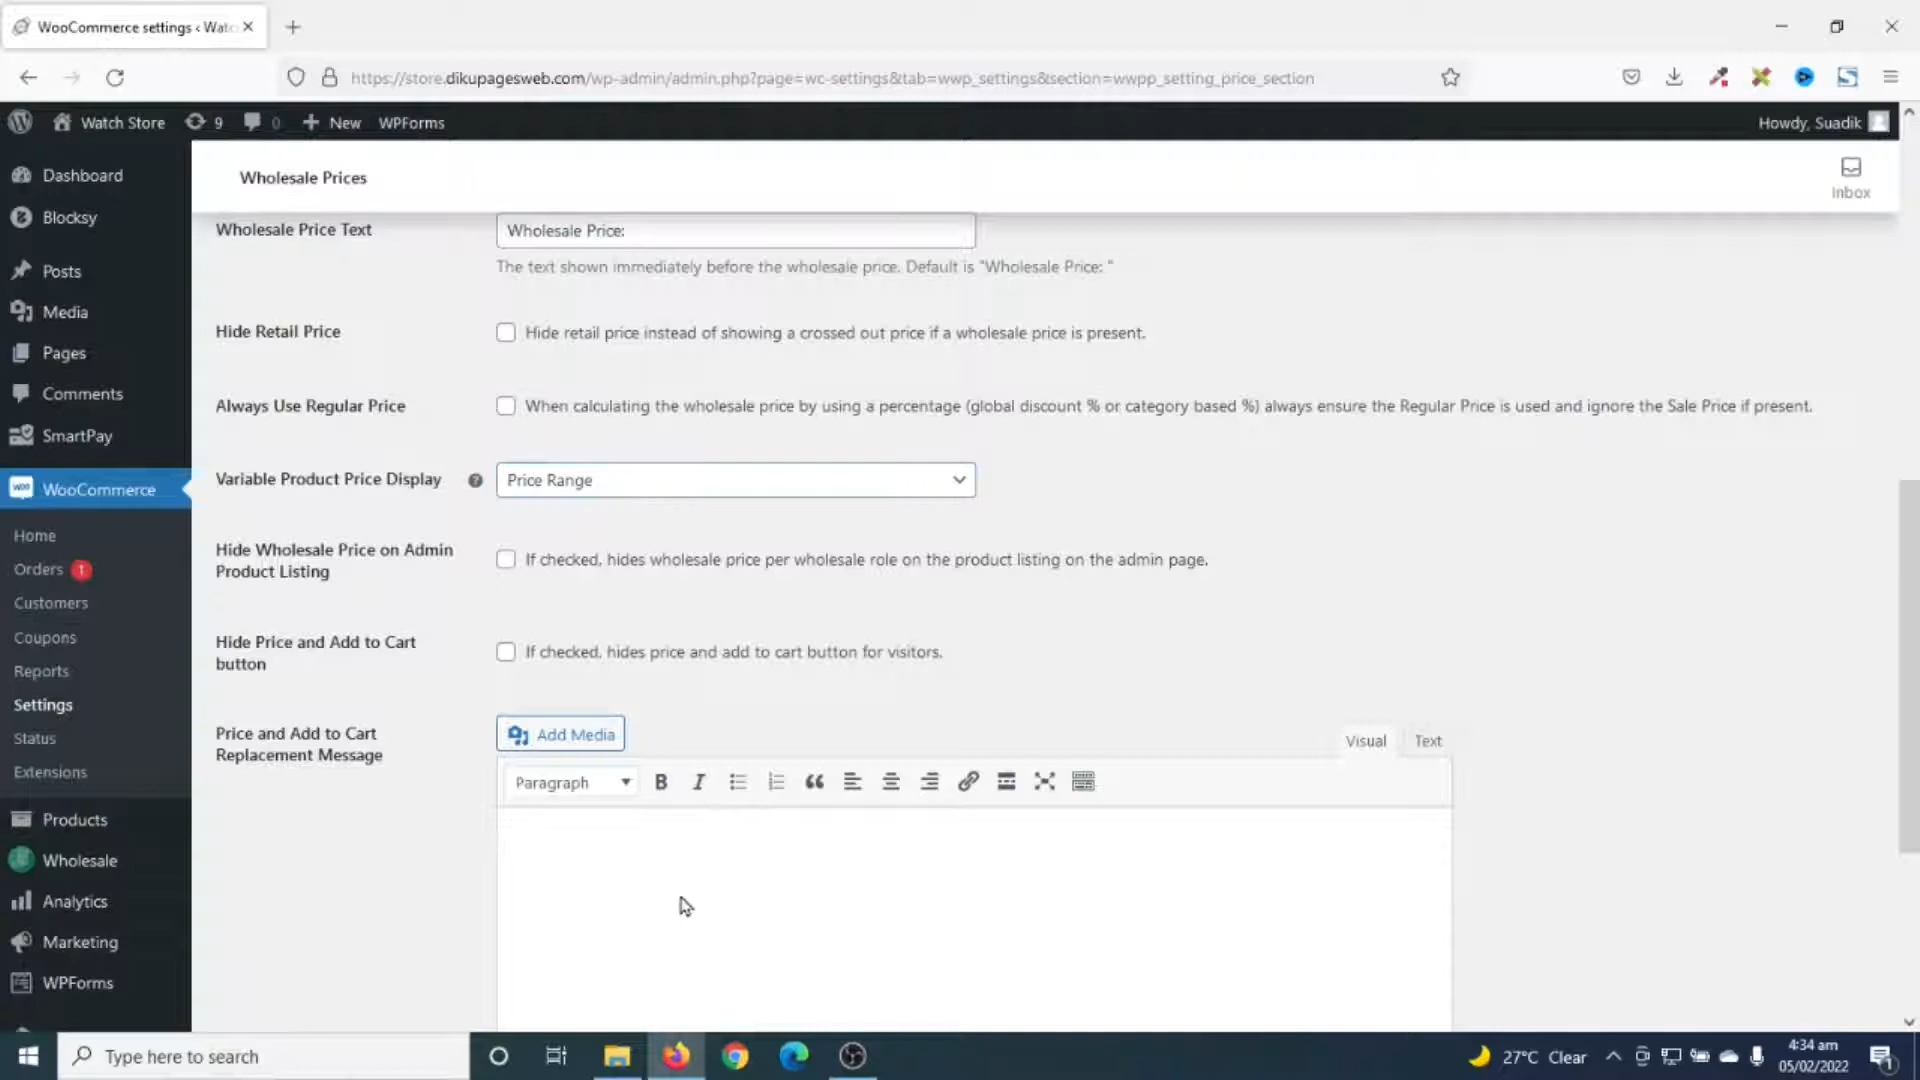 WooCommerce settings ‹ Watc
https://store.dikupagesweb.com/wp-admin/admin.php?page=wc-settings&tab=wwp_settings&section=wwpp_setting_price_section
Watch Store 9 0 New WPForms Howdy, Suadik
Dashboard
Blocksy
Posts
Media
Pages
Comments
SmartPay
WooCommerce
Home
Orders 1
Customers
Coupons
Reports
Settings
Status
Extensions
Products
Wholesale
Analytics
Marketing
WPForms
Wholesale Prices
Inbox
Wholesale Price Text
Wholesale Price:
The text shown immediately before the wholesale price. Default is "Wholesale Price: "
Hide Retail Price
Hide retail price instead of showing a crossed out price if a wholesale price is present.
Always Use Regular Price
When calculating the wholesale price by using a percentage (global discount % or category based %) always ensure the Regular Price is used and ignore the Sale Price if present.
Variable Product Price Display
Price Range
Hide Wholesale Price on Admin
Product Listing
If checked, hides wholesale price per wholesale role on the product listing on the admin page.
Hide Price and Add to Cart
button
If checked, hides price and add to cart button for visitors.
Price and Add to Cart
Replacement Message
Add Media
Visual Text
Paragraph
Type here to search
27°C Clear
4:34 am
05/02/2022
1